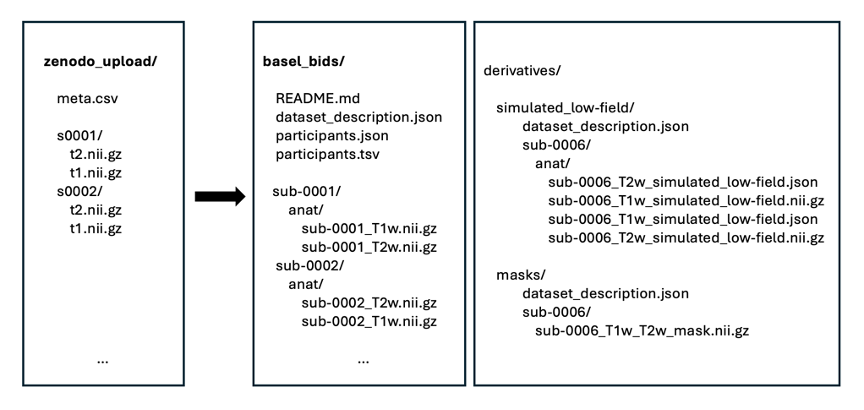 zenodo_upload/
meta.csv
s0001/
t2.nii.gz
t1.nii.gz
s0002/
t2.nii.gz
t1.nii.gz
...
basel_bids/
README.md
dataset_description.json
participants.json
participants.tsv
sub-0001/
anat/
sub-0001_T1w.nii.gz
sub-0001_T2w.nii.gz
sub-0002/
anat/
sub-0002_T2w.nii.gz
sub-0002_T1w.nii.gz
...
derivatives/
simulated_low-field/
dataset_description.json
sub-0006/
anat/
sub-0006_T2w_simulated_low-field.json
sub-0006_T1w_simulated_low-field.nii.gz
sub-0006_T1w_simulated_low-field.json
sub-0006_T2w_simulated_low-field.nii.gz
masks/
dataset_description.json
sub-0006/
sub-0006_T1w_T2w_mask.nii.gz